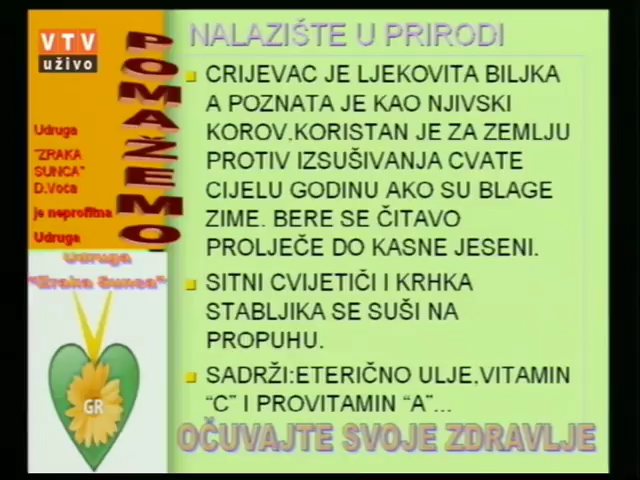 VTV
uživo
POMAŽEMO
Udruga
"ZRAKA
SUNCA"
D.Voća
je neprofitna
Udruga
Udruga
"Zraka Sunca"
GR
NALAZIŠTE U PRIRODI
CRIJEVAC JE LJEKOVITA BILJKA
A POZNATA JE KAO NJIVSKI
KOROV.KORISTAN JE ZA ZEMLJU
PROTIV IZSUŠIVANJA CVATE
CIJELU GODINU AKO SU BLAGE
ZIME. BERE SE ČITAVO
PROLJEČE DO KASNE JESENI.
SITNI CVIJETIČI I KRHKA
STABLJIKA SE SUŠI NA
PROPUHU.
SADRŽI:ETERIČNO ULJE,VITAMIN
“C” I PROVITAMIN “A”...
OČUVAJTE SVOJE ZDRAVLJE